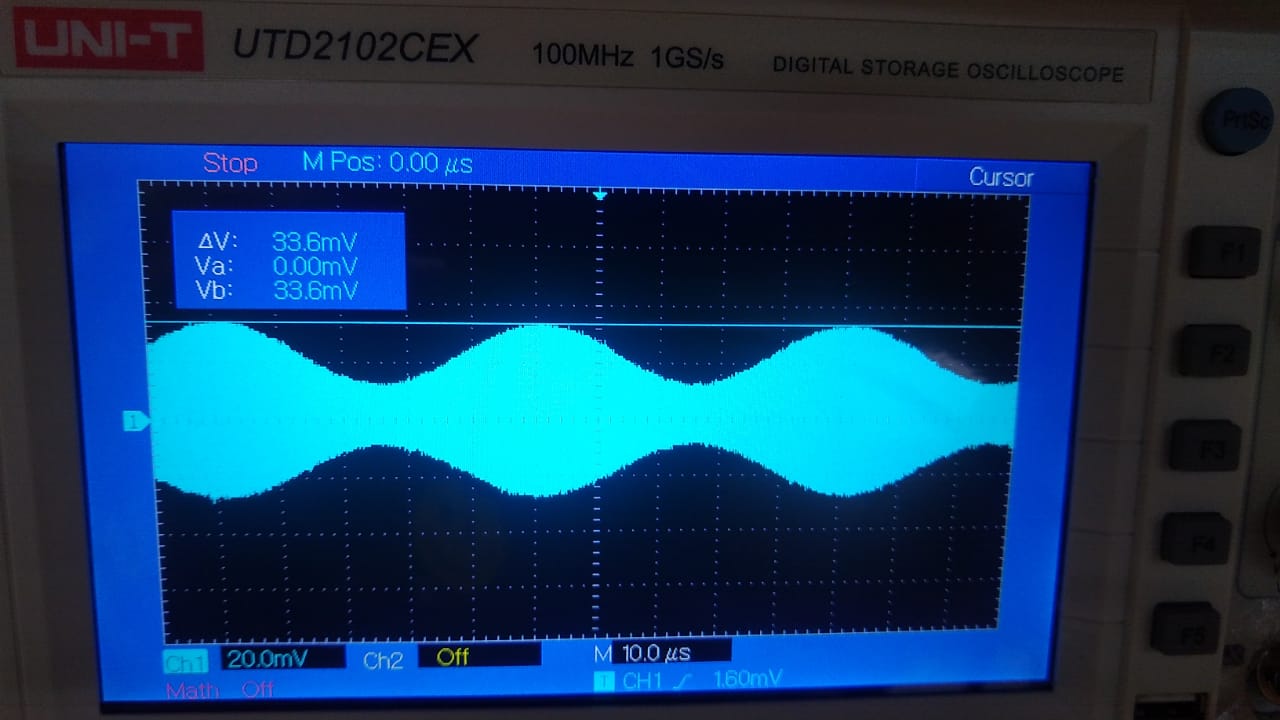 UNI-T UTD2102CEX 100MHz 1GS/s DIGITAL STORAGE OSCILLOSCOPE
PrtSc
Stop M Pos: 0.00 μs Cursor
ΔV: 33.6mV
Va: 0.00mV
Vb: 33.6mV
F1
F2
1
F3
F4
F5
Ch1 20.0mV Ch2 Off M 10.0 μs
Math Off T CH1 1.60mV